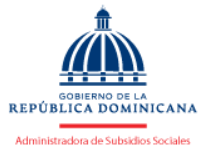 GOBIERNO DE LA
REPÚBLICA DOMINICANA
Administradora de Subsidios Sociales